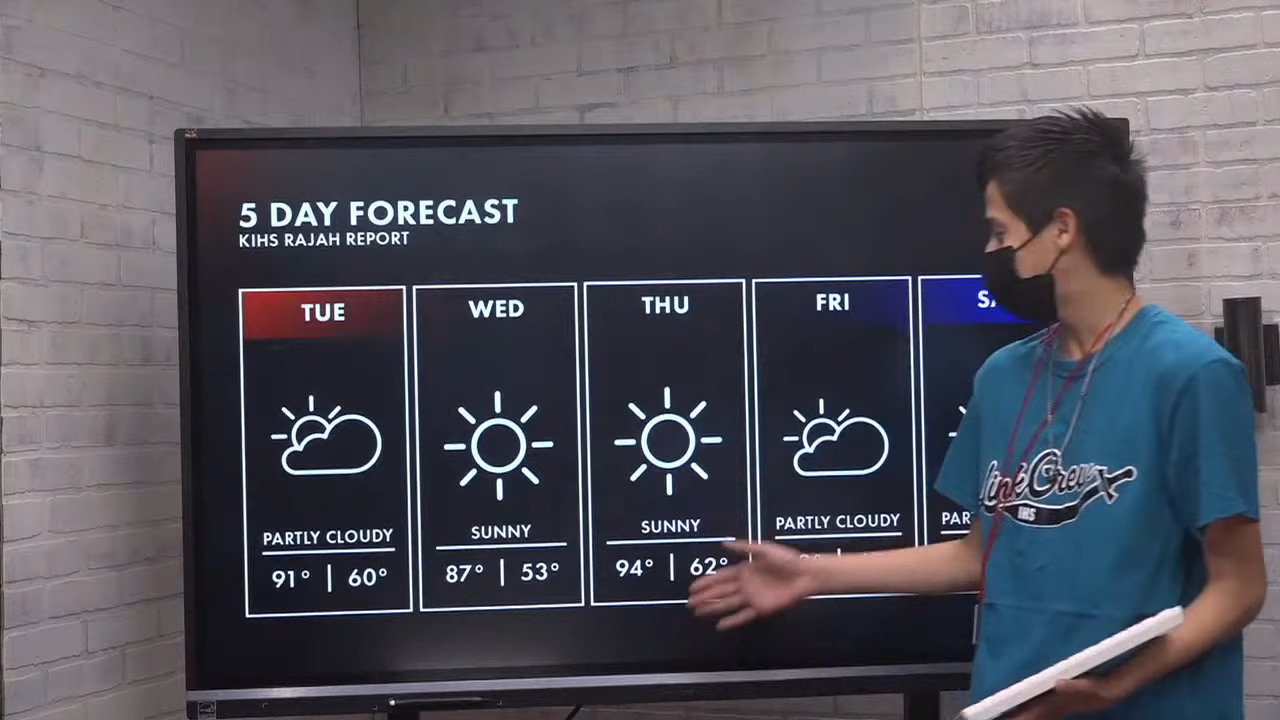 5 DAY FORECAST
KIHS RAJAH REPORT
TUE
PARTLY CLOUDY
91° | 60°
WED
SUNNY
87° | 53°
THU
SUNNY
94° | 62°
FRI
PARTLY CLOUDY
Link Crew
IHS